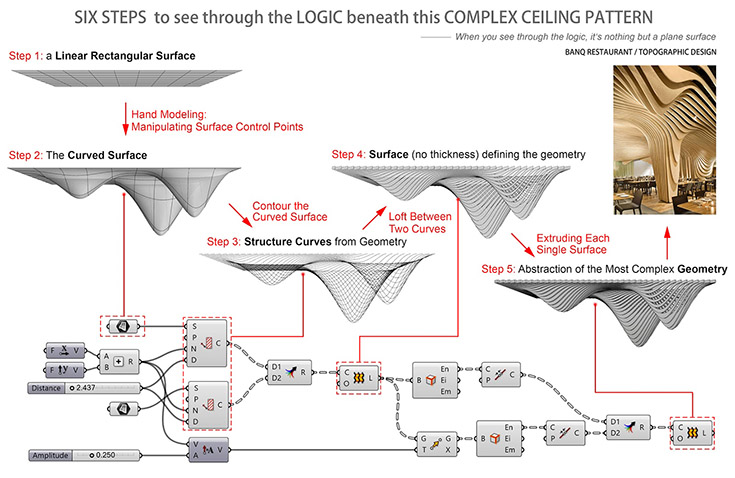 SIX STEPS to see through the LOGIC beneath this COMPLEX CEILING PATTERN
When you see through the logic, it's nothing but a plane surface
BANQ RESTAURANT / TOPOGRAPHIC DESIGN
Step 1: a Linear Rectangular Surface
Hand Modeling:
Manipulating Surface Control Points
Step 2: The Curved Surface
Step 4: Surface (no thickness) defining the geometry
Contour the
Curved Surface
Loft Between
Two Curves
Step 3: Structure Curves from Geometry
Extruding Each
Single Surface
Step 5: Abstraction of the Most Complex Geometry
S
P
N
D
C
F x V
F y V
A
B
R
Distance 2.437
S
P
N
D
C
D1
D2
R
C
O
L
B
En
Ei
Em
C
P
C
V
A
A
V
Amplitude 0.250
G
T
G
X
B
En
Ei
Em
C
P
C
D1
D2
R
C
O
L